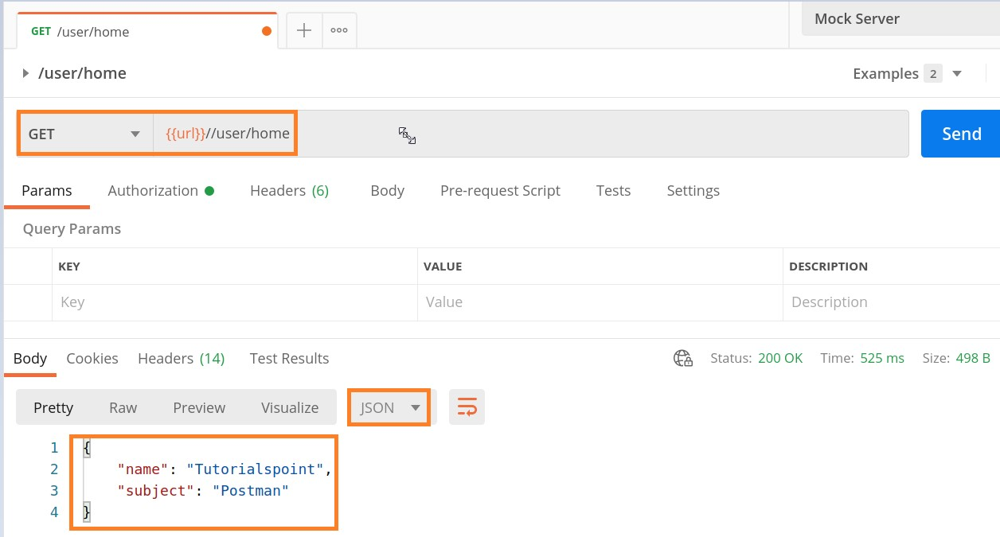 GET /user/home
Mock Server
/user/home
Examples 2
GET {{url}}//user/home
Send
Params Authorization Headers (6) Body Pre-request Script Tests Settings
Query Params
KEY VALUE DESCRIPTION
Key Value Description
Body Cookies Headers (14) Test Results Status: 200 OK Time: 525 ms Size: 498 B
Pretty Raw Preview Visualize JSON
1 {
2 "name": "Tutorialspoint",
3 "subject": "Postman"
4 }